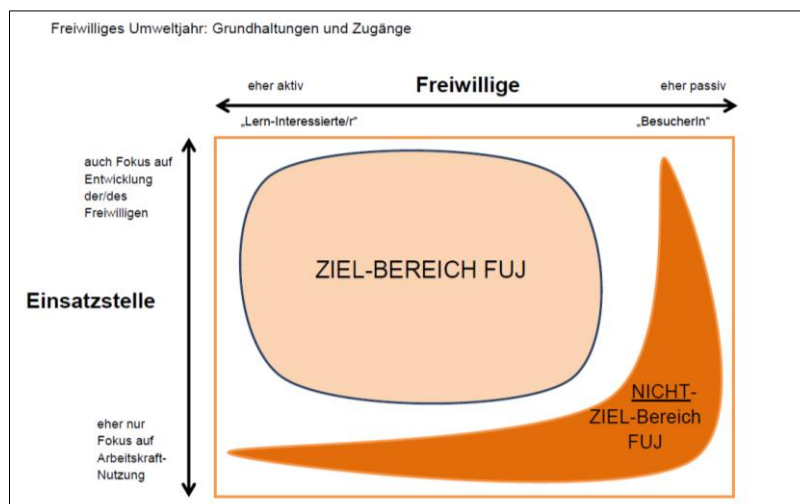 Freiwilliges Umweltjahr: Grundhaltungen und Zugänge
eher aktiv
Freiwillige
eher passiv
„Lern-Interessierte/r“
„BesucherIn“
auch Fokus auf
Entwicklung
der/des
Freiwilligen
ZIEL-BEREICH FUJ
Einsatzstelle
NICHT-
ZIEL-Bereich
FUJ
eher nur
Fokus auf
Arbeitskraft-
Nutzung